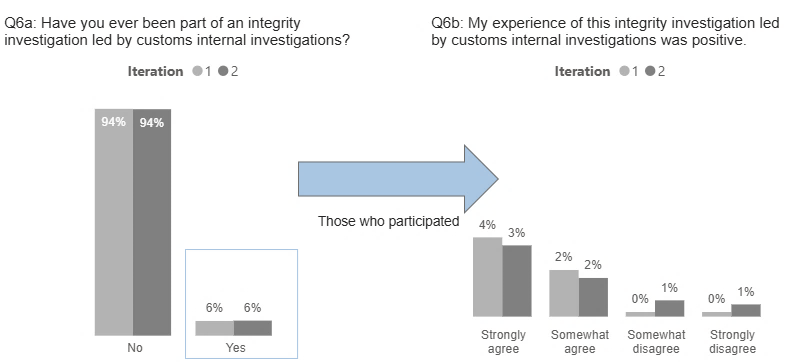 Q6a: Have you ever been part of an integrity
investigation led by customs internal investigations?
Iteration 1 2
94% 94%
6% 6%
No Yes
Those who participated
Q6b: My experience of this integrity investigation led
by customs internal investigations was positive.
Iteration 1 2
4% 3%
2% 2%
0% 1%
0% 1%
Strongly
agree
Somewhat
agree
Somewhat
disagree
Strongly
disagree